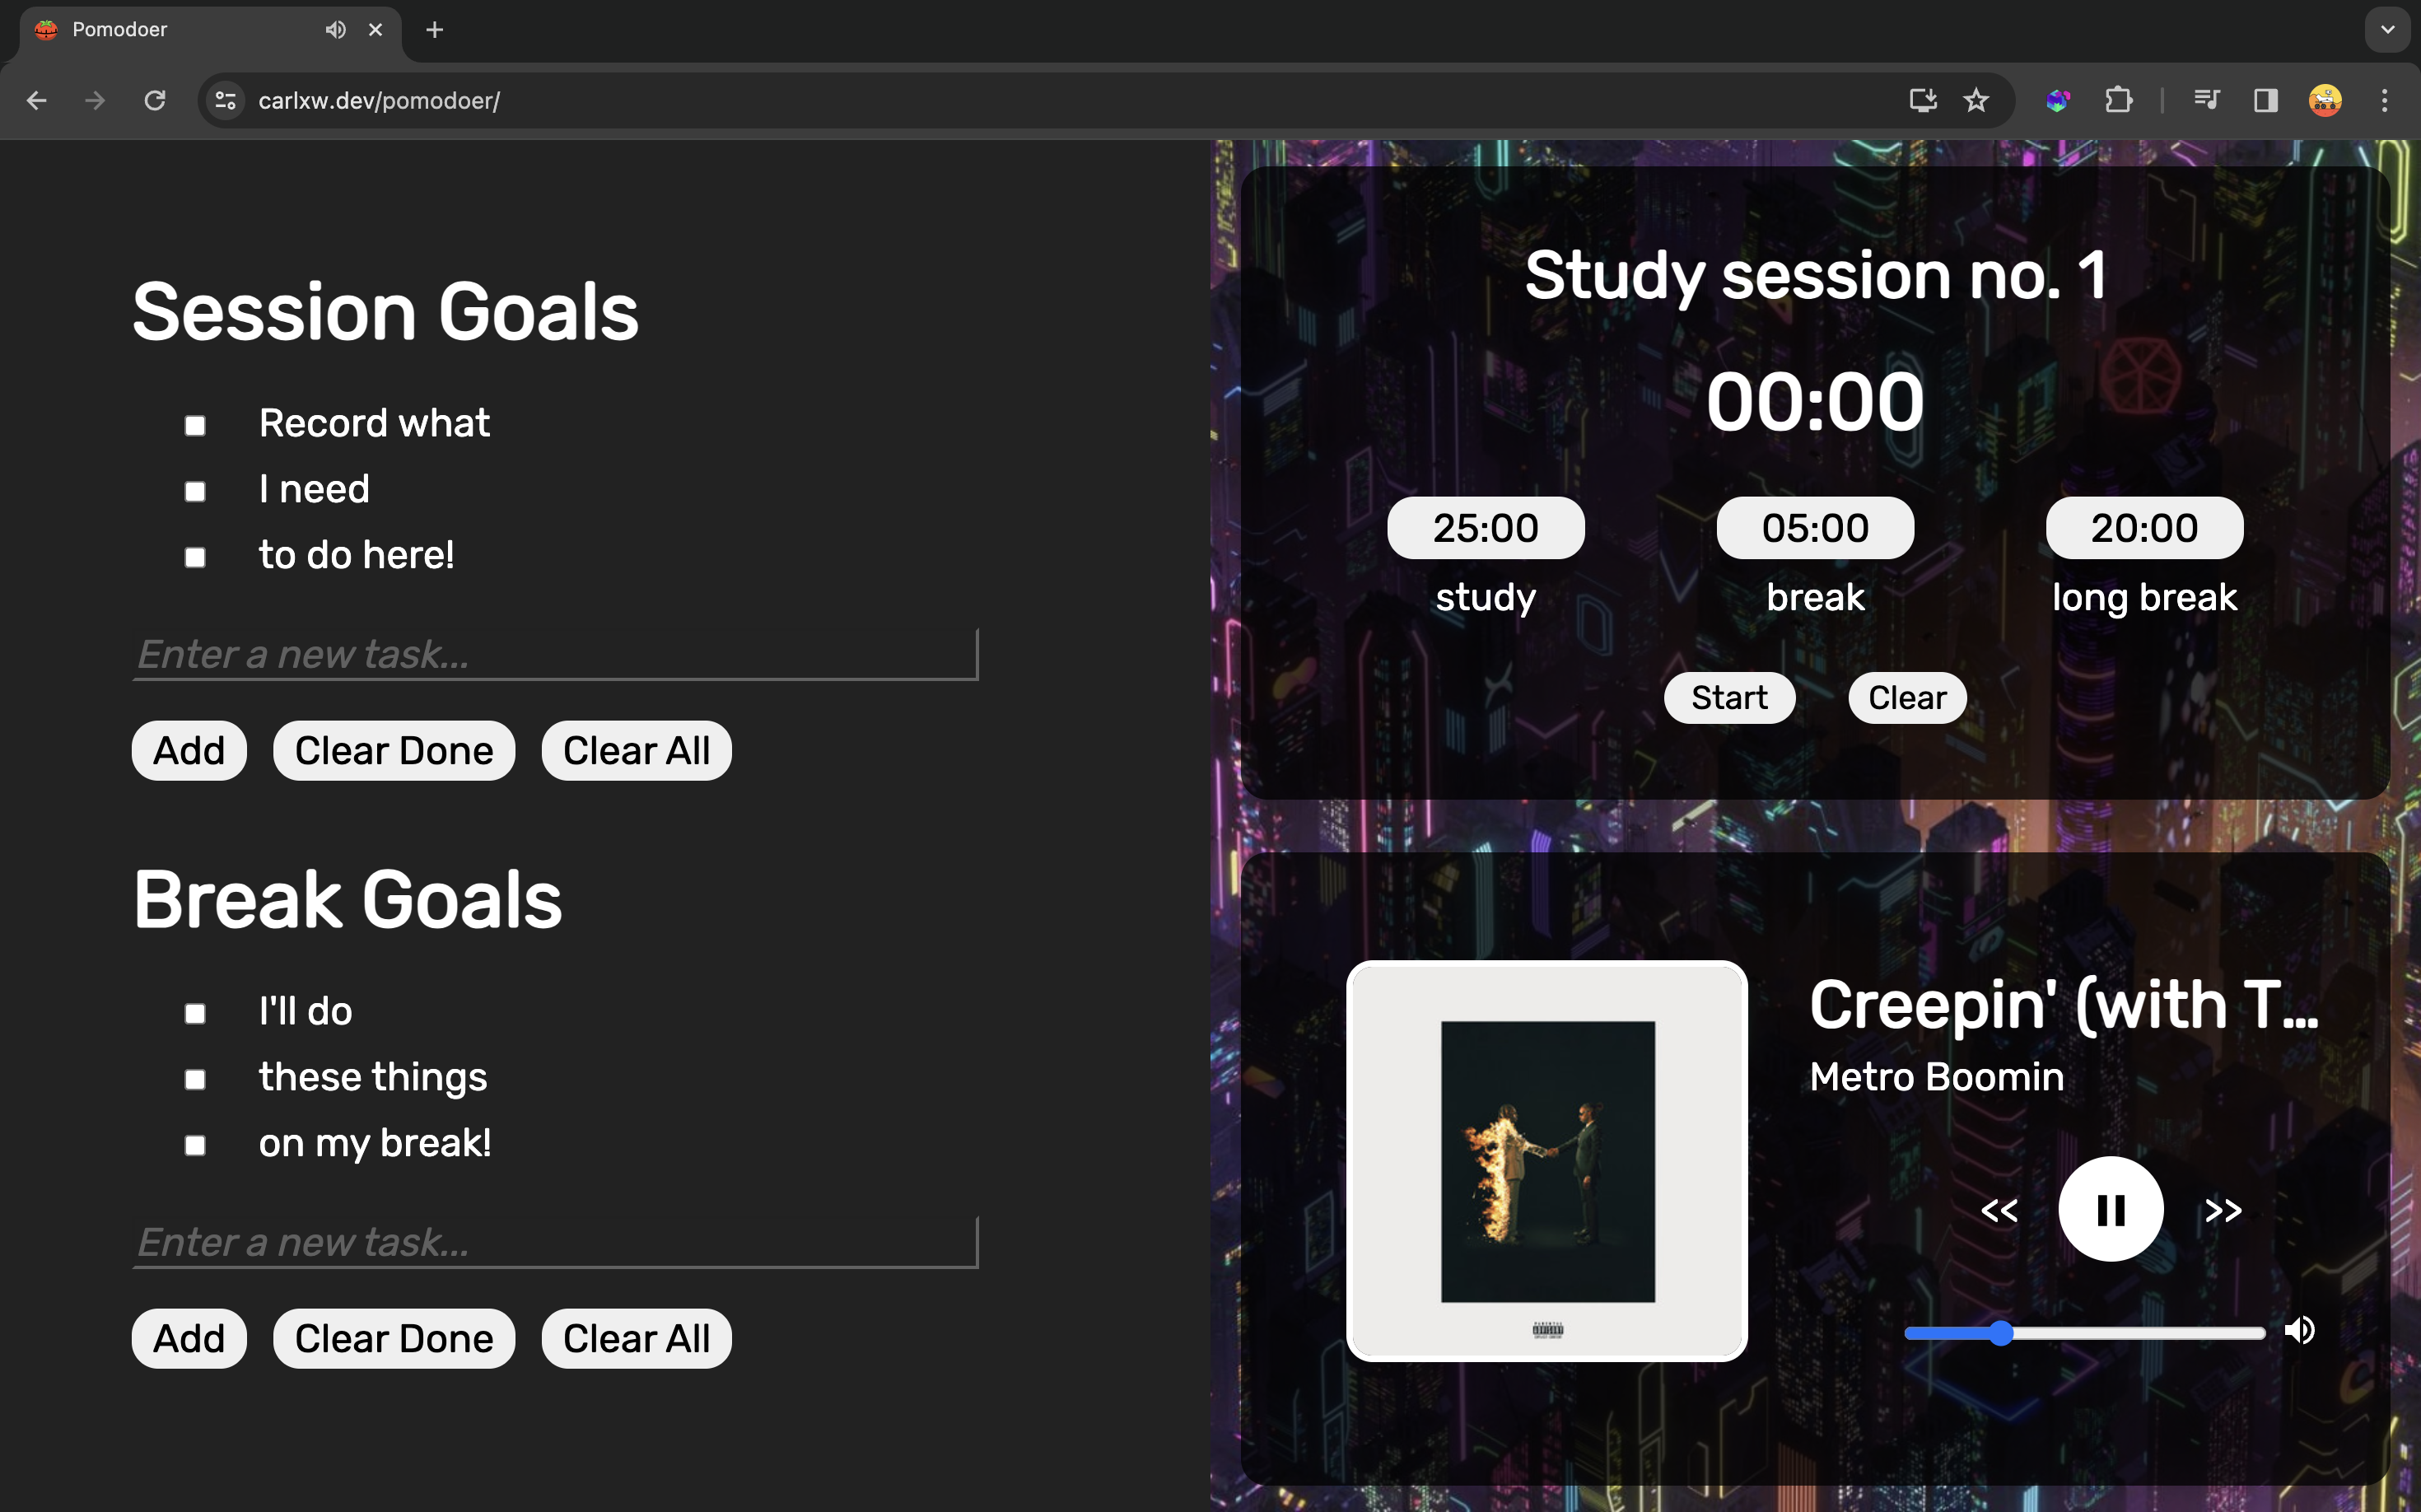 Pomodoer
carlxw.dev/pomodoer/
Session Goals
Record what
I need
to do here!
Enter a new task...
Add Clear Done Clear All
Break Goals
I'll do
these things
on my break!
Enter a new task...
Add Clear Done Clear All
Study session no. 1
00:00
25:00 05:00 20:00
study break long break
Start Clear
Creepin' (with T...
Metro Boomin
<< >>